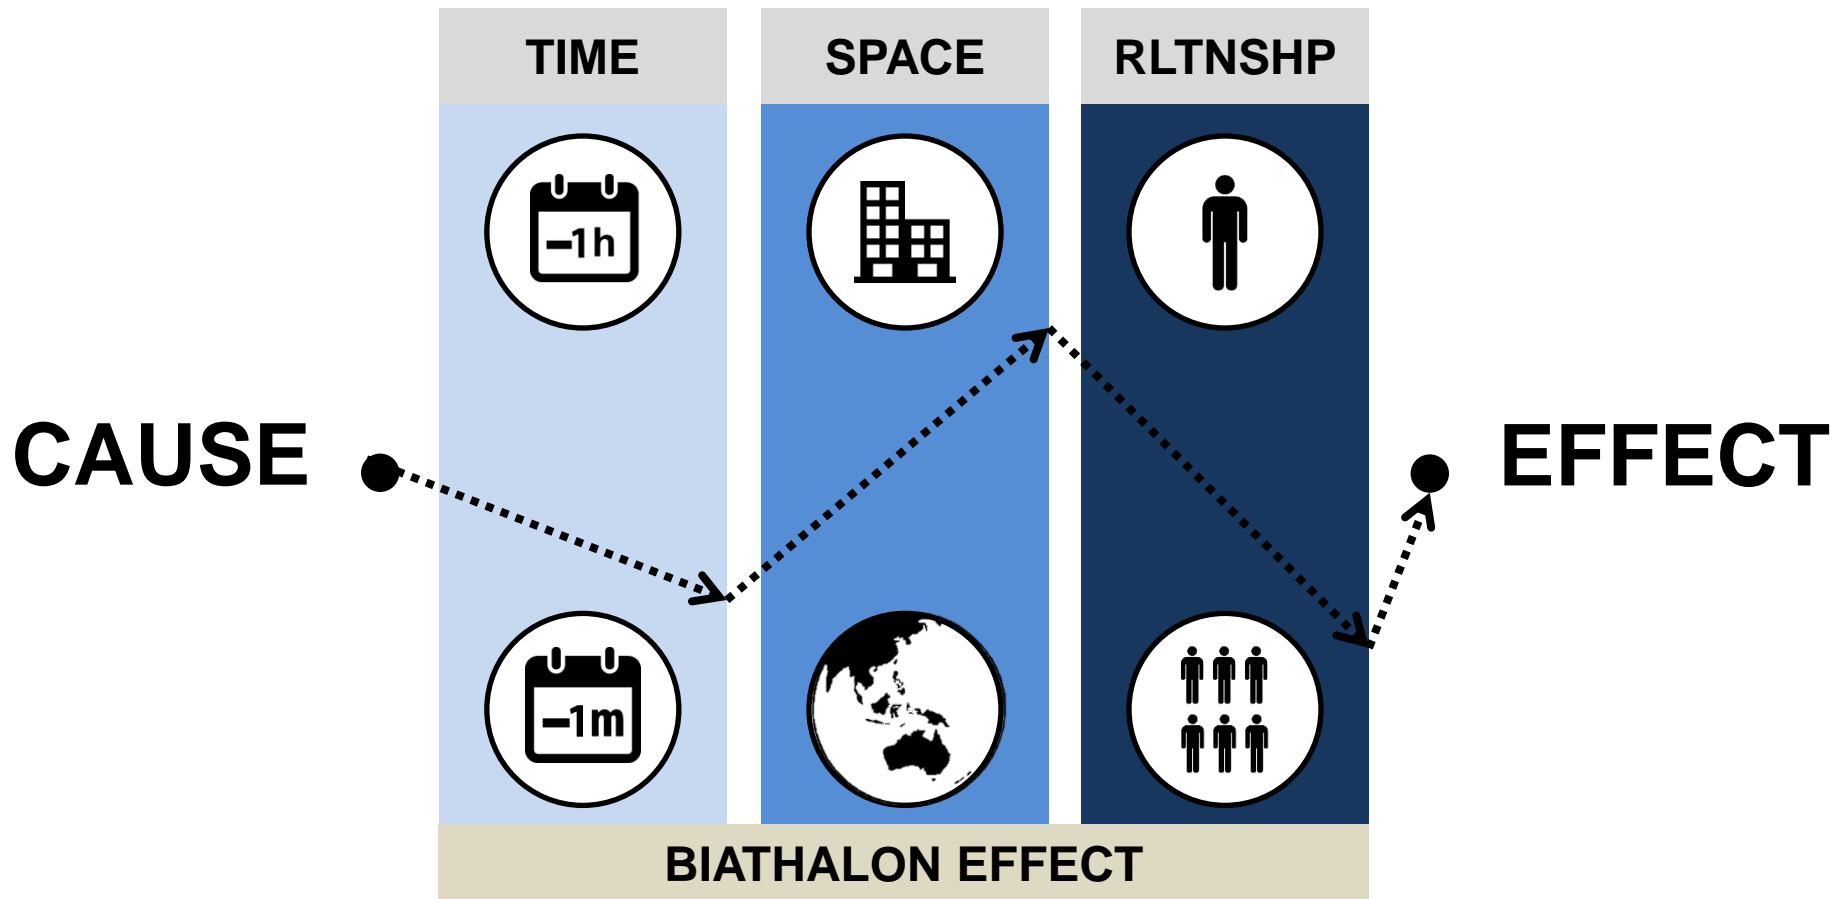 TIME
SPACE
RLTNSHP
–1h
CAUSE
EFFECT
–1m
BIATHALON EFFECT